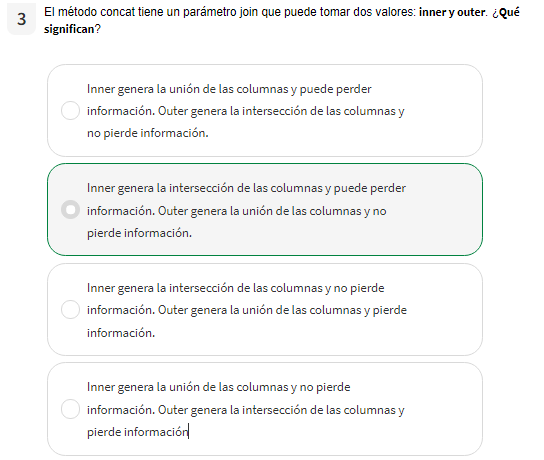 3
El método concat tiene un parámetro join que puede tomar dos valores: inner y outer. ¿Qué
significan?
Inner genera la unión de las columnas y puede perder
información. Outer genera la intersección de las columnas y
no pierde información.
Inner genera la intersección de las columnas y puede perder
información. Outer genera la unión de las columnas y no
pierde información.
Inner genera la intersección de las columnas y no pierde
información. Outer genera la unión de las columnas y pierde
información.
Inner genera la unión de las columnas y no pierde
información. Outer genera la intersección de las columnas y
pierde información